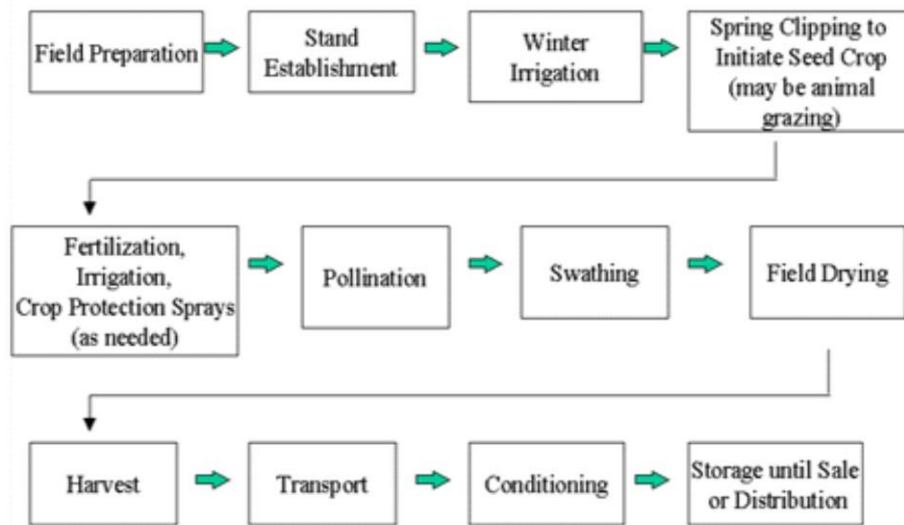 Field Preparation
Stand
Establishment
Winter
Irrigation
Spring Clipping to
Initiate Seed Crop
(may be animal
grazing)
Fertilization,
Irrigation,
Crop Protection Sprays
(as needed)
Pollination
Swathing
Field Drying
Harvest
Transport
Conditioning
Storage until Sale
or Distribution